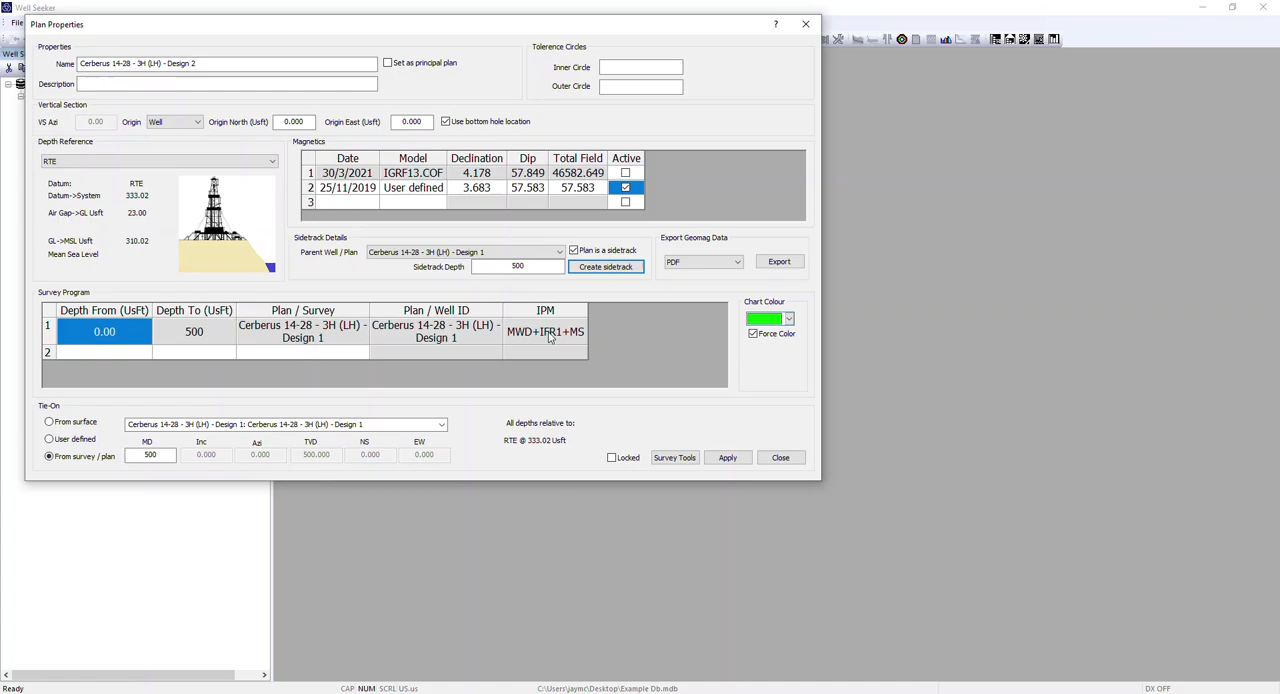 Well Seeker
File
Plan Properties
?
Well S
Properties
Name
Cerberus 14-28 - 3H (LH) - Design 2
Set as principal plan
Description
Tolerence Circles
Inner Circle
Outer Circle
Vertical Section
VS Azi
0.00
Origin
Well
Origin North (Usft)
0.000
Origin East (Usft)
0.000
Use bottom hole location
Depth Reference
RTE
Datum:
RTE
Datum->System
333.02
Air Gap->GL Usft
23.00
GL->MSL Usft
310.02
Mean Sea Level
Magnetics
Date Model Declination Dip Total Field Active
1 30/3/2021 IGRF13.COF 4.178 57.849 46582.649
2 25/11/2019 User defined 3.683 57.583 57.583
3
Sidetrack Details
Parent Well / Plan
Cerberus 14-28 - 3H (LH) - Design 1
Plan is a sidetrack
Sidetrack Depth
500
Create sidetrack
Export Geomag Data
PDF
Export
Survey Program
Depth From (UsFt) Depth To (UsFt) Plan / Survey Plan / Well ID IPM
1 0.00 500 Cerberus 14-28 - 3H (LH) - Design 1 Cerberus 14-28 - 3H (LH) - Design 1 MWD+IFR1+MS
2
Chart Colour
Force Color
Tie-On
From surface
Cerberus 14-28 - 3H (LH) - Design 1: Cerberus 14-28 - 3H (LH) - Design 1
User defined
MD Inc Azi TVD NS EW
From survey / plan
500 0.000 0.000 500.000 0.000 0.000
All depths relative to:
RTE @ 333.02 Usft
Locked
Survey Tools
Apply
Close
Ready
CAP NUM SCRL US.us
C:\Users\jaymc\Desktop\Example Db.mdb
DX OFF